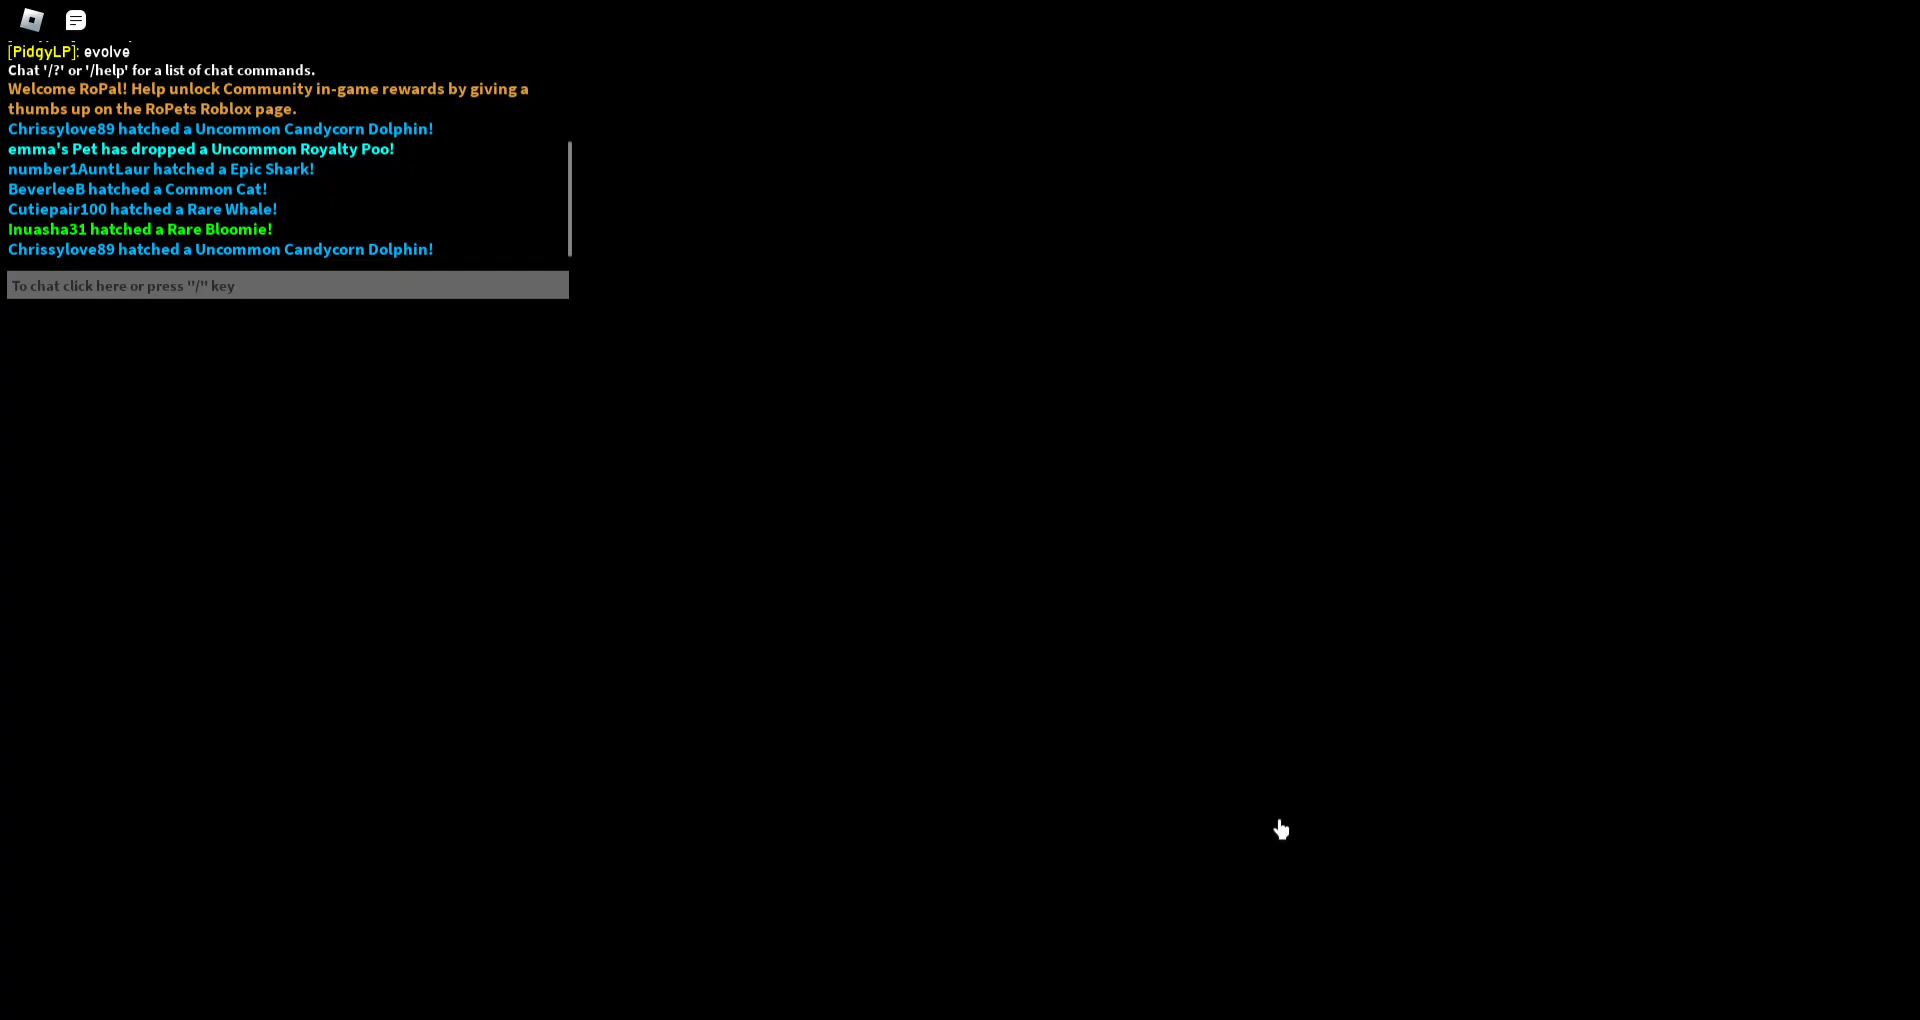 [PidgyLP]: evolve
Chat '/?' or '/help' for a list of chat commands.
Welcome RoPal! Help unlock Community in-game rewards by giving a
thumbs up on the RoPets Roblox page.
Chrissylove89 hatched a Uncommon Candycorn Dolphin!
emma's Pet has dropped a Uncommon Royalty Poo!
number1AuntLaur hatched a Epic Shark!
BeverleeB hatched a Common Cat!
Cutiepair100 hatched a Rare Whale!
Inuasha31 hatched a Rare Bloomie!
Chrissylove89 hatched a Uncommon Candycorn Dolphin!
To chat click here or press "/" key